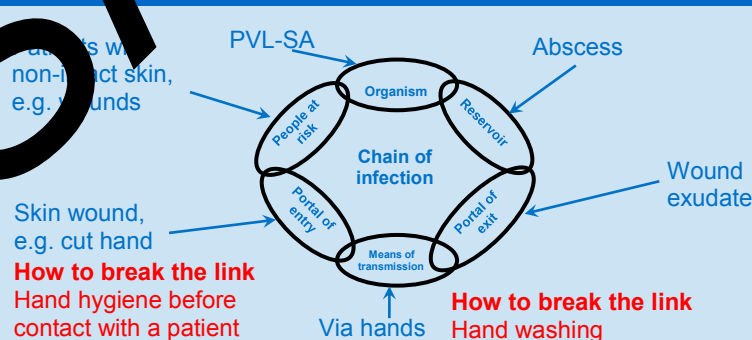 PVL-SA
Abscess
non-
skin,
e.g.
Organism
People at
risk
Reservoir
Chain of
infection
Wound
exudate
Portal of
entry
Portal of
exit
Skin wound,
e.g. cut hand
Means of
transmission
How to break the link
Hand hygiene before
contact with a patient
Via hands
How to break the link
Hand washing